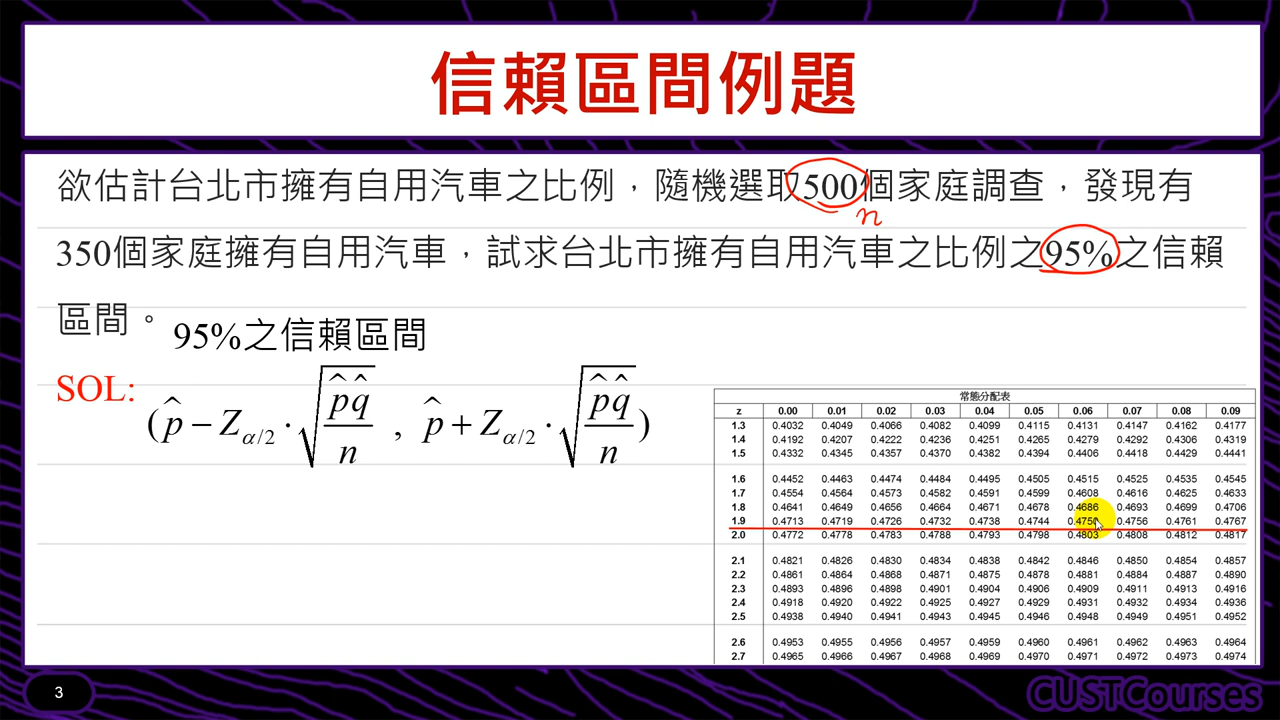 信賴區間例題
欲估計台北市擁有自用汽車之比例，隨機選取500個家庭調查，發現有
n
350個家庭擁有自用汽車，試求台北市擁有自用汽車之比例之95%之信賴
區間。
95%之信賴區間
SOL:
(p̂ − Z α/2 · √(p̂q̂/n) , p̂ + Z α/2 · √(p̂q̂/n))
常態分配表
z 0.00 0.01 0.02 0.03 0.04 0.05 0.06 0.07 0.08 0.09
1.3 0.4032 0.4049 0.4066 0.4082 0.4099 0.4115 0.4131 0.4147 0.4162 0.4177
1.4 0.4192 0.4207 0.4222 0.4236 0.4251 0.4265 0.4279 0.4292 0.4306 0.4319
1.5 0.4332 0.4345 0.4357 0.4370 0.4382 0.4394 0.4406 0.4418 0.4429 0.4441
1.6 0.4452 0.4463 0.4474 0.4484 0.4495 0.4505 0.4515 0.4525 0.4535 0.4545
1.7 0.4554 0.4564 0.4573 0.4582 0.4591 0.4599 0.4608 0.4616 0.4625 0.4633
1.8 0.4641 0.4649 0.4656 0.4664 0.4671 0.4678 0.4686 0.4693 0.4699 0.4706
1.9 0.4713 0.4719 0.4726 0.4732 0.4738 0.4744 0.4750 0.4756 0.4761 0.4767
2.0 0.4772 0.4778 0.4783 0.4788 0.4793 0.4798 0.4803 0.4808 0.4812 0.4817
2.1 0.4821 0.4826 0.4830 0.4834 0.4838 0.4842 0.4846 0.4850 0.4854 0.4857
2.2 0.4861 0.4864 0.4868 0.4871 0.4875 0.4878 0.4881 0.4884 0.4887 0.4890
2.3 0.4893 0.4896 0.4898 0.4901 0.4904 0.4906 0.4909 0.4911 0.4913 0.4916
2.4 0.4918 0.4920 0.4922 0.4925 0.4927 0.4929 0.4931 0.4932 0.4934 0.4936
2.5 0.4938 0.4940 0.4941 0.4943 0.4945 0.4946 0.4948 0.4949 0.4951 0.4952
2.6 0.4953 0.4955 0.4956 0.4957 0.4959 0.4960 0.4961 0.4962 0.4963 0.4964
2.7 0.4965 0.4966 0.4967 0.4968 0.4969 0.4970 0.4971 0.4972 0.4973 0.4974
3
CUSTCourses